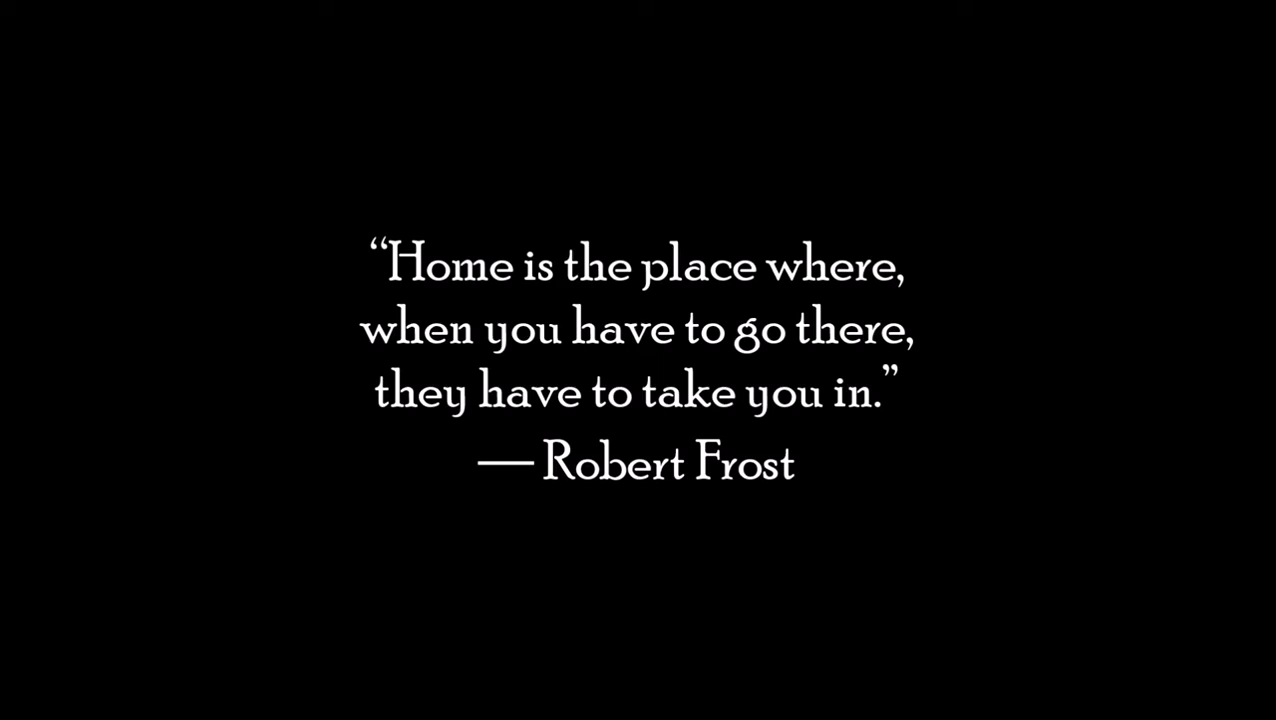 “Home is the place where,
when you have to go there,
they have to take you in.”
— Robert Frost